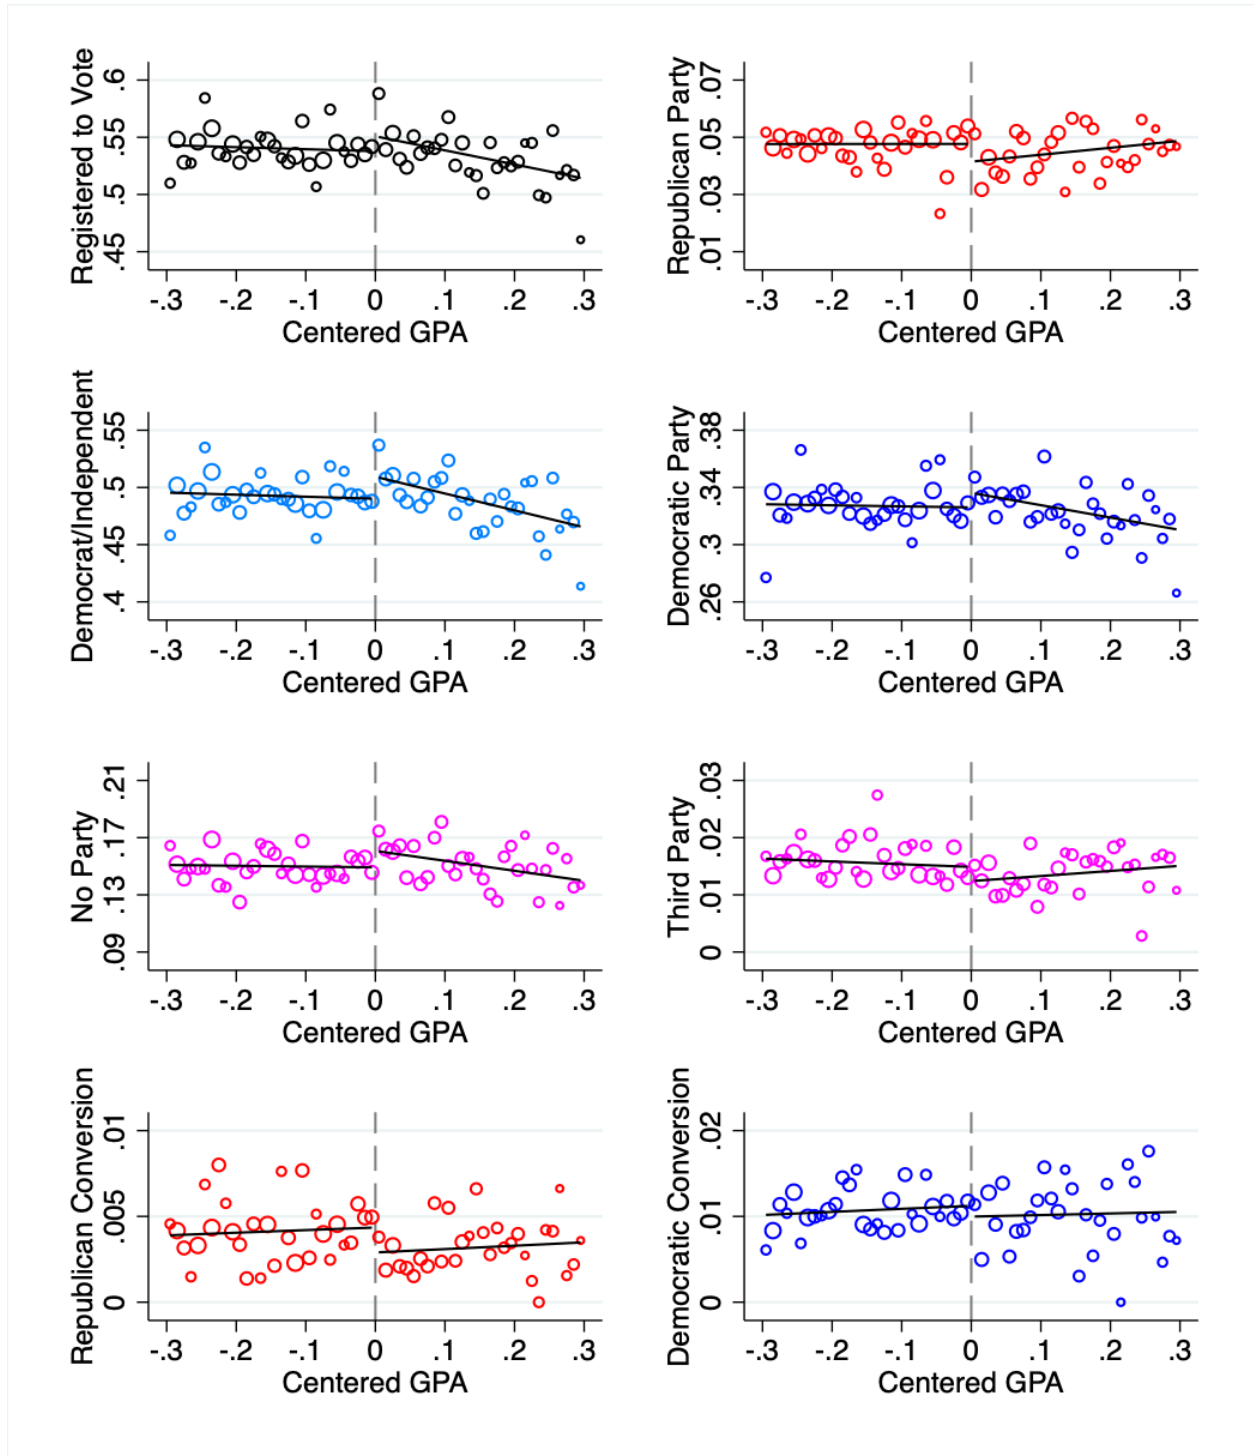 Registered to Vote
.6
.55
.5
.45
-.3 -.2 -.1 0 .1 .2 .3
Centered GPA
Republican Party
.07
.05
.03
.01
-.3 -.2 -.1 0 .1 .2 .3
Centered GPA
Democrat/Independent
.55
.5
.45
.4
-.3 -.2 -.1 0 .1 .2 .3
Centered GPA
Democratic Party
.38
.34
.3
.26
-.3 -.2 -.1 0 .1 .2 .3
Centered GPA
No Party
.21
.17
.13
.09
-.3 -.2 -.1 0 .1 .2 .3
Centered GPA
Third Party
.03
.02
.01
0
-.3 -.2 -.1 0 .1 .2 .3
Centered GPA
Republican Conversion
.01
.005
0
-.3 -.2 -.1 0 .1 .2 .3
Centered GPA
Democratic Conversion
.02
.01
0
-.3 -.2 -.1 0 .1 .2 .3
Centered GPA